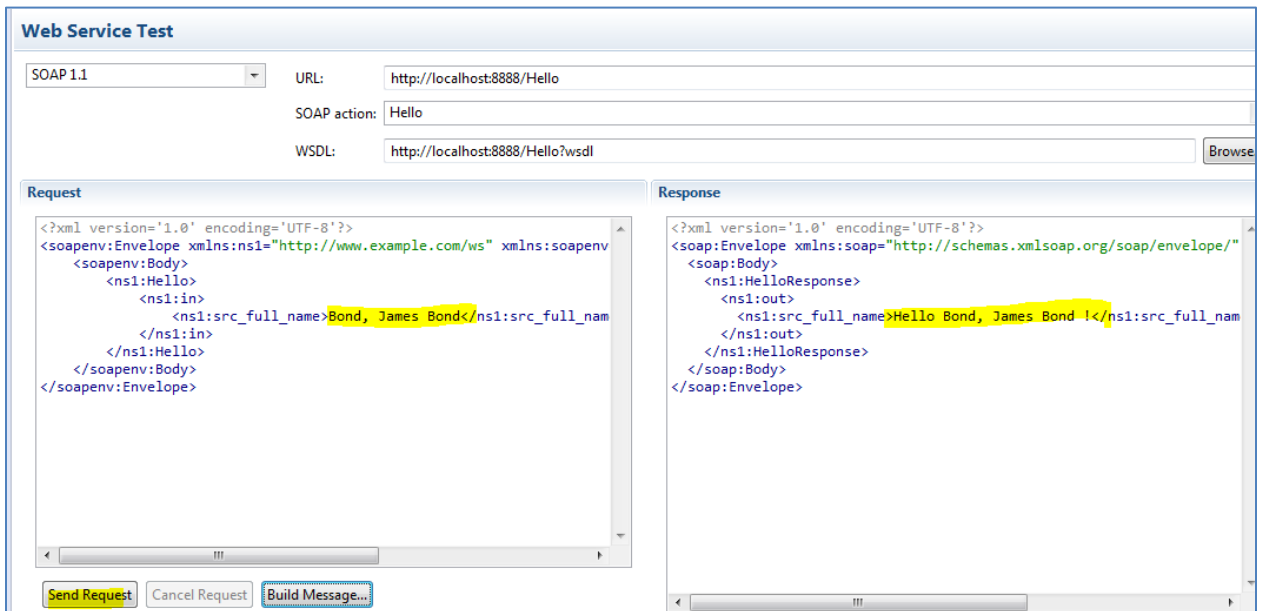 Web Service Test
SOAP 1.1
URL:
http://localhost:8888/Hello
SOAP action:
Hello
WSDL:
http://localhost:8888/Hello?wsdl
Browse
Request
<?xml version='1.0' encoding='UTF-8'?>
<soapenv:Envelope xmlns:ns1="http://www.example.com/ws" xmlns:soapenv
<soapenv:Body>
<ns1:Hello>
<ns1:in>
<ns1:src_full_name>Bond, James Bond</ns1:src_full_nam
</ns1:in>
</ns1:Hello>
</soapenv:Body>
</soapenv:Envelope>
Send Request
Cancel Request
Build Message...
Response
<?xml version='1.0' encoding='UTF-8'?>
<soap:Envelope xmlns:soap="http://schemas.xmlsoap.org/soap/envelope/"
<soap:Body>
<ns1:HelloResponse>
<ns1:out>
<ns1:src_full_name>Hello Bond, James Bond !</ns1:src_full_nam
</ns1:out>
</ns1:HelloResponse>
</soap:Body>
</soap:Envelope>